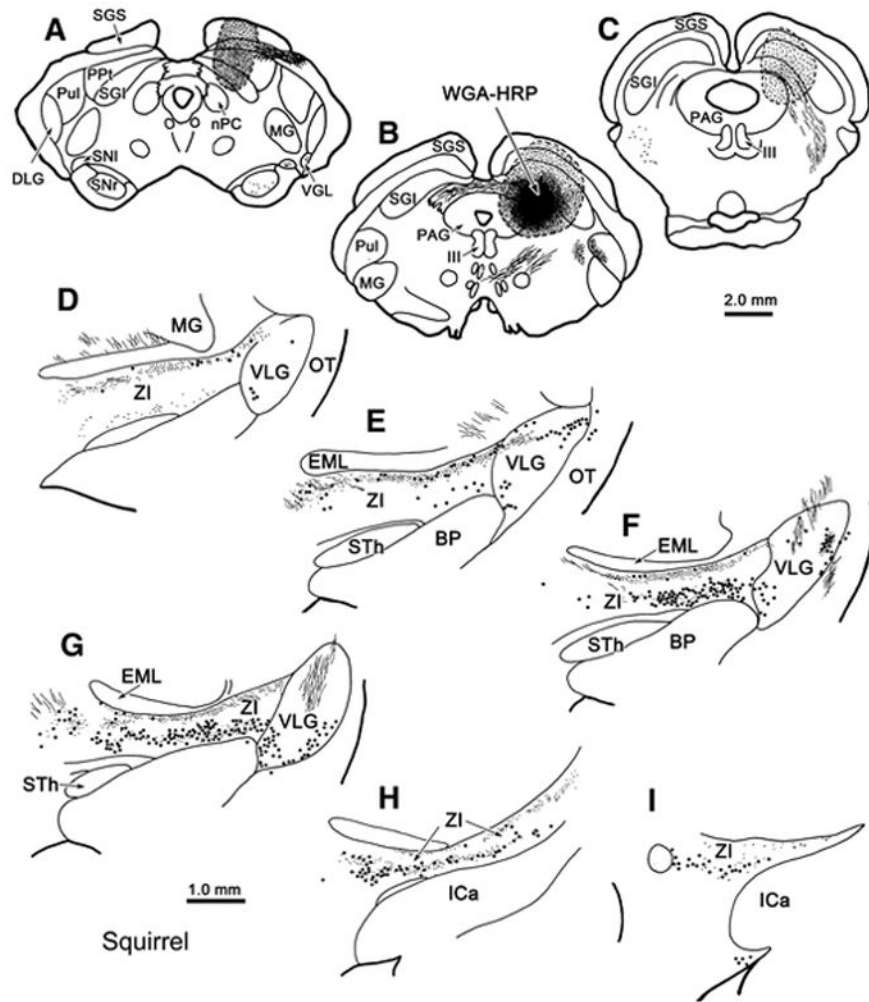 A
SGS
PPt
Pul
SGI
nPC
MG
DLG
SNl
SNr
VGL
B
WGA-HRP
SGS
SGI
PAG
III
Pul
MG
C
SGS
SGI
PAG
III
2.0 mm
D
MG
ZI
VLG
OT
E
EML
ZI
VLG
OT
STh
BP
F
EML
VLG
ZI
STh
BP
G
EML
ZI
VLG
STh
1.0 mm
Squirrel
H
ZI
ICa
I
ZI
ICa